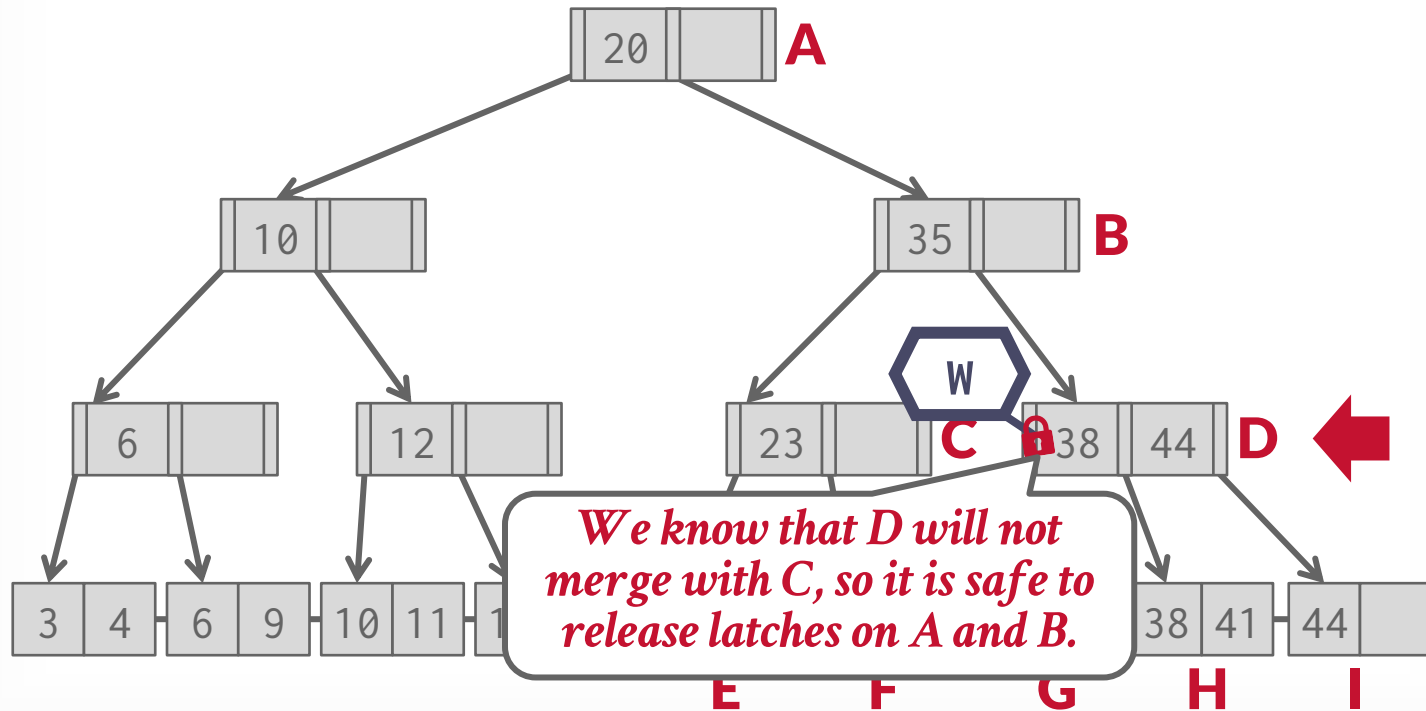 20 A
10 35 B
W
6 12 23 C 38 44 D
We know that D will not
merge with C, so it is safe to
release latches on A and B.
3 4 6 9 10 11 38 41 44
E F G H I